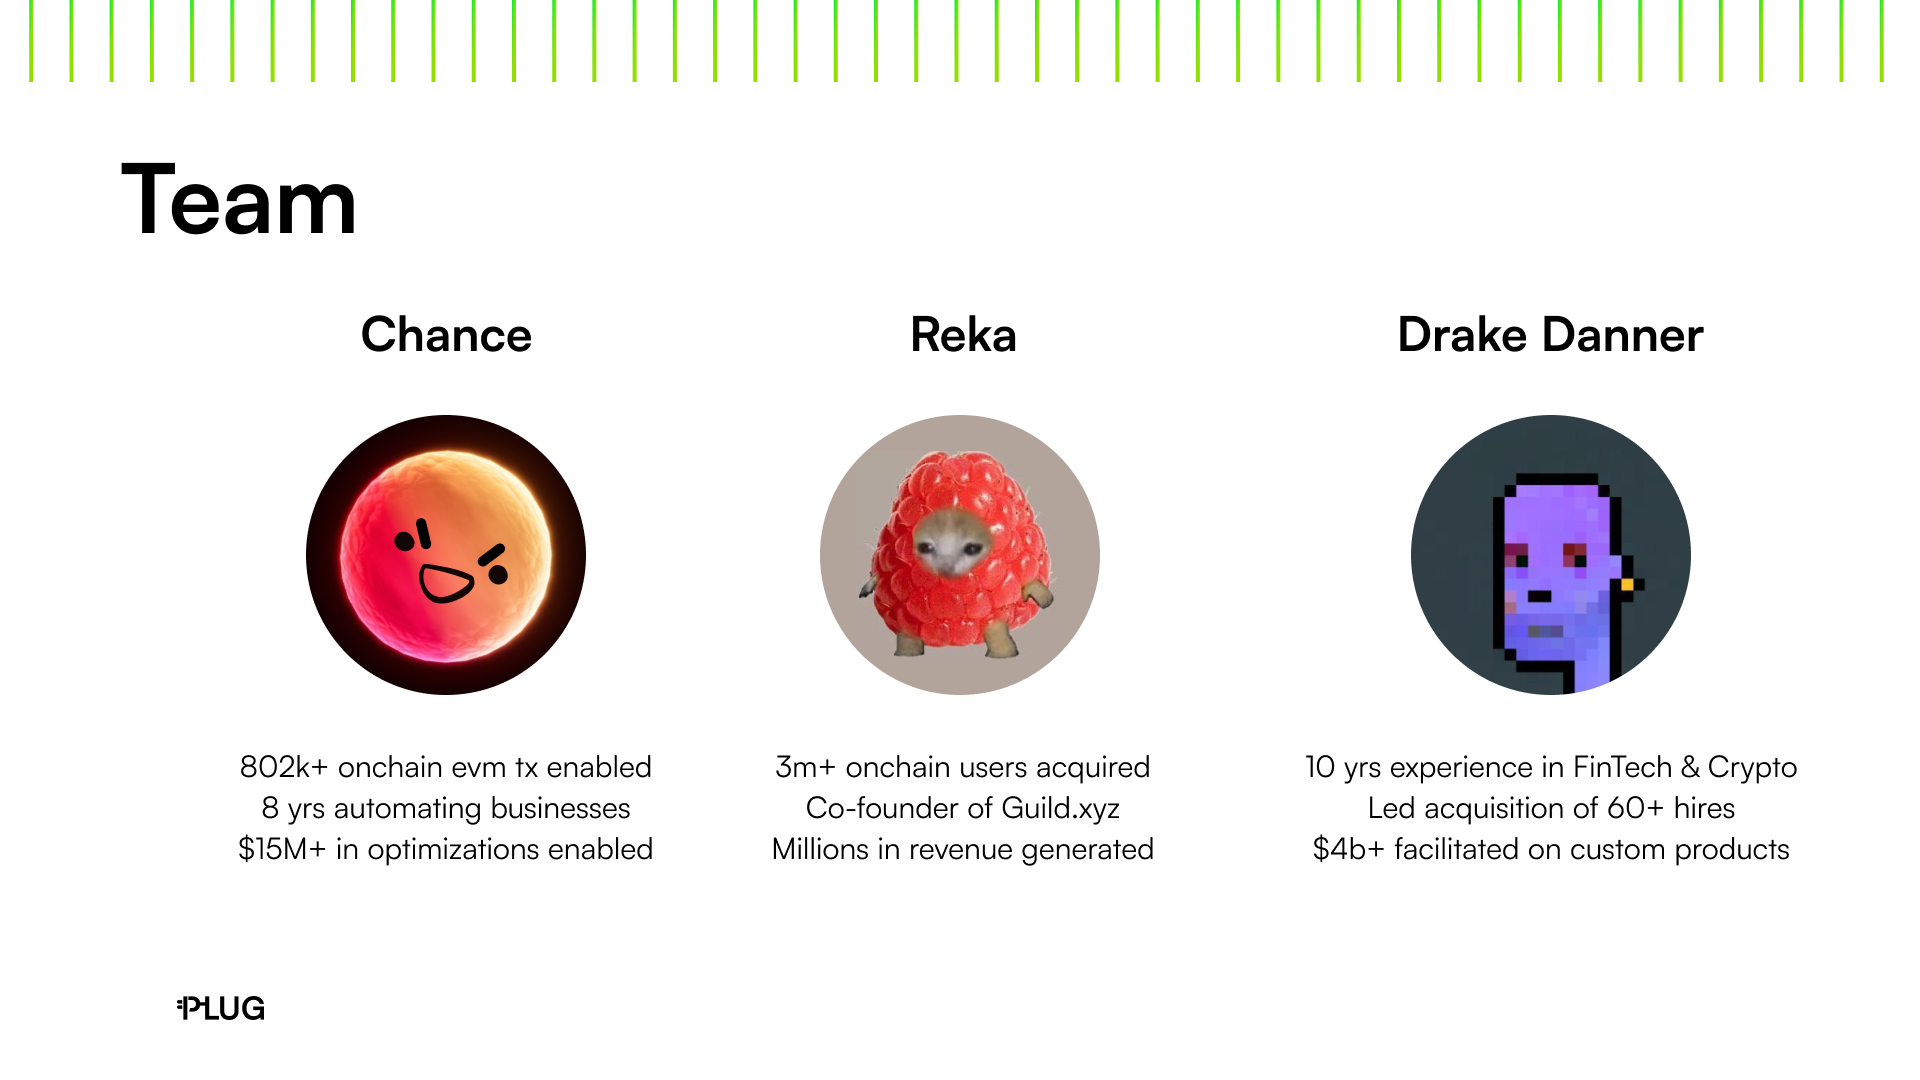 Team
Chance
Reka
Drake Danner
802k+ onchain evm tx enabled
8 yrs automating businesses
$15M+ in optimizations enabled
3m+ onchain users acquired
Co-founder of Guild.xyz
Millions in revenue generated
10 yrs experience in FinTech & Crypto
Led acquisition of 60+ hires
$4b+ facilitated on custom products
PLUG